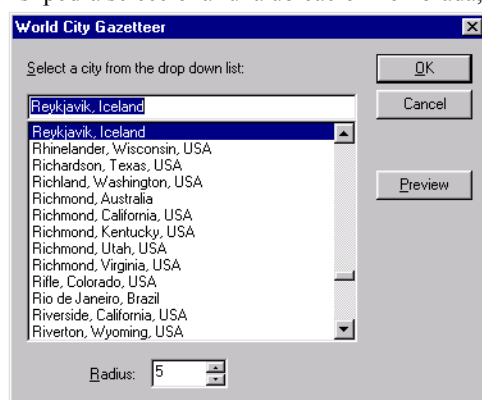 World City Gazetteer
Select a city from the drop down list:
OK
Reykjavik, Iceland
Cancel
Reykjavik, Iceland
Rhinelander, Wisconsin, USA
Richardson, Texas, USA
Richland, Washington, USA
Preview
Richmond, Australia
Richmond, California, USA
Richmond, Kentucky, USA
Richmond, Utah, USA
Richmond, Virginia, USA
Rifle, Colorado, USA
Rio de Janeiro, Brazil
Riverside, California, USA
Riverton, Wyoming, USA
Radius: 5